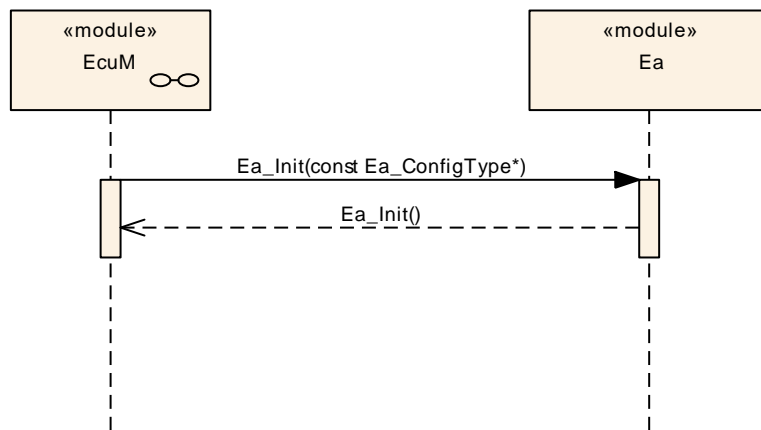 «module»
EcuM
«module»
Ea
Ea_Init(const Ea_ConfigType*)
Ea_Init()